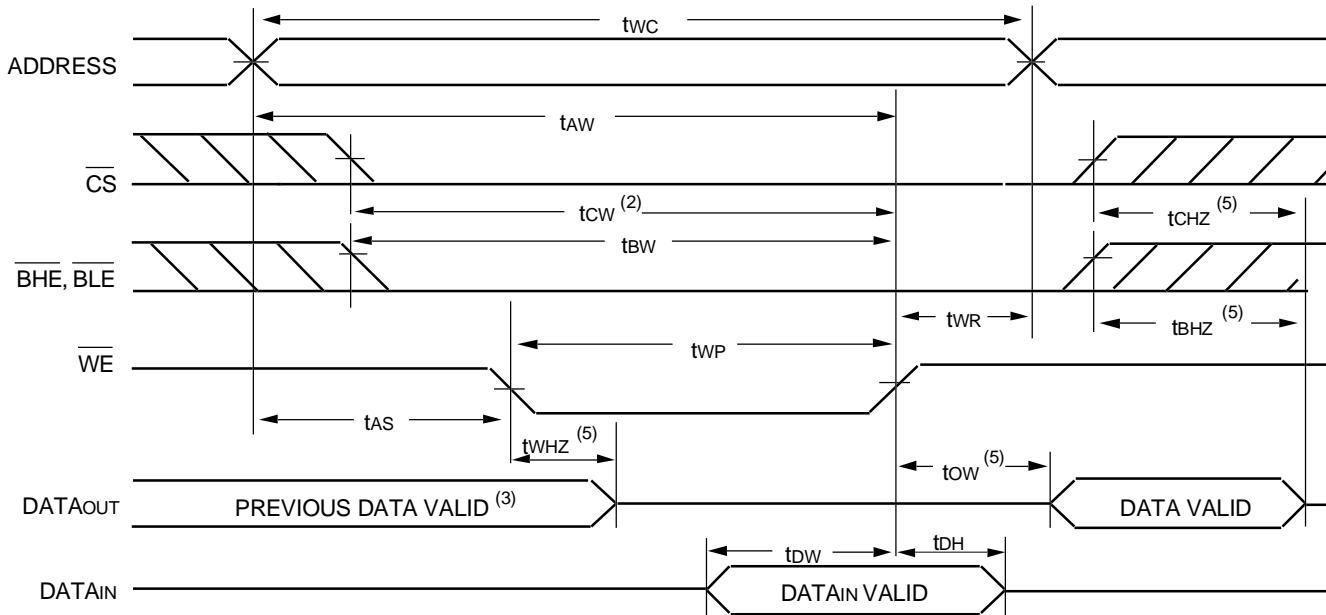 tWC
ADDRESS
tAW
CS
tCW (2)
tCHZ (5)
tBW
BHE, BLE
tWR
tBHZ (5)
tWP
WE
tAS
tWHZ (5)
tOW (5)
DATAOUT
PREVIOUS DATA VALID (3)
DATA VALID
tDW
tDH
DATAIN
DATAIN VALID